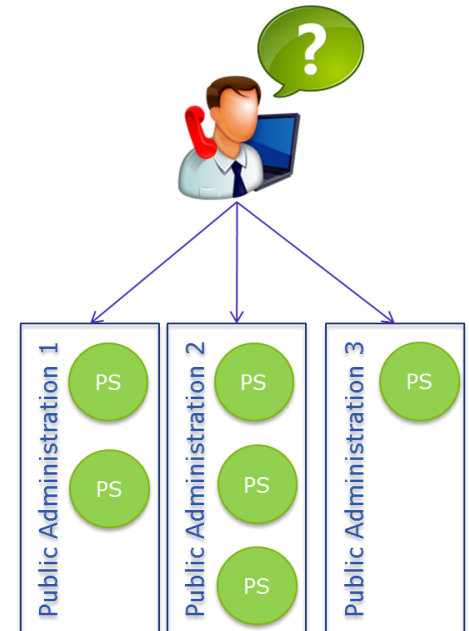 ?
Public Administration 1
PS
PS
Public Administration 2
PS
PS
PS
Public Administration 3
PS